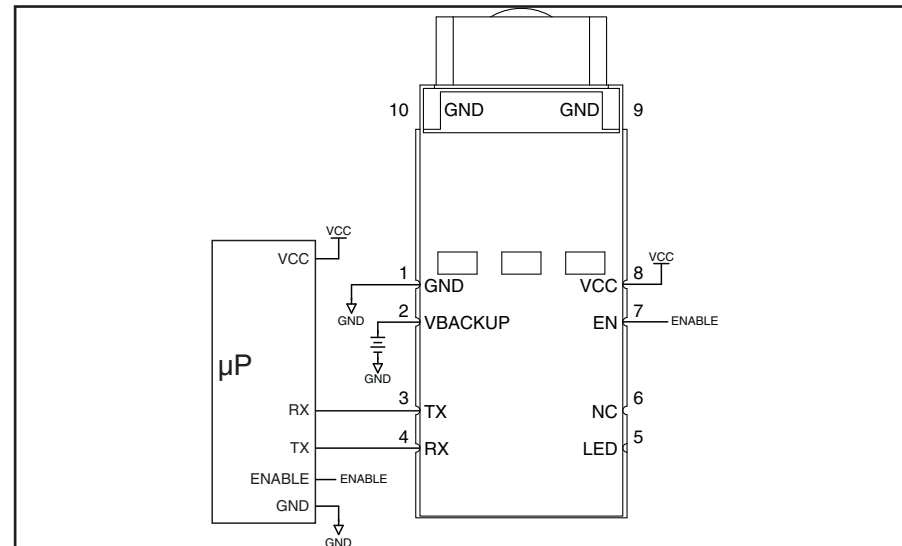 10 GND GND 9
VCC
VCC
1 GND
GND
VCC 8
VCC
2 VBACKUP
GND
EN 7 ENABLE
µP
RX 3 TX
NC 6
TX 4 RX
LED 5
ENABLE ENABLE
GND
GND